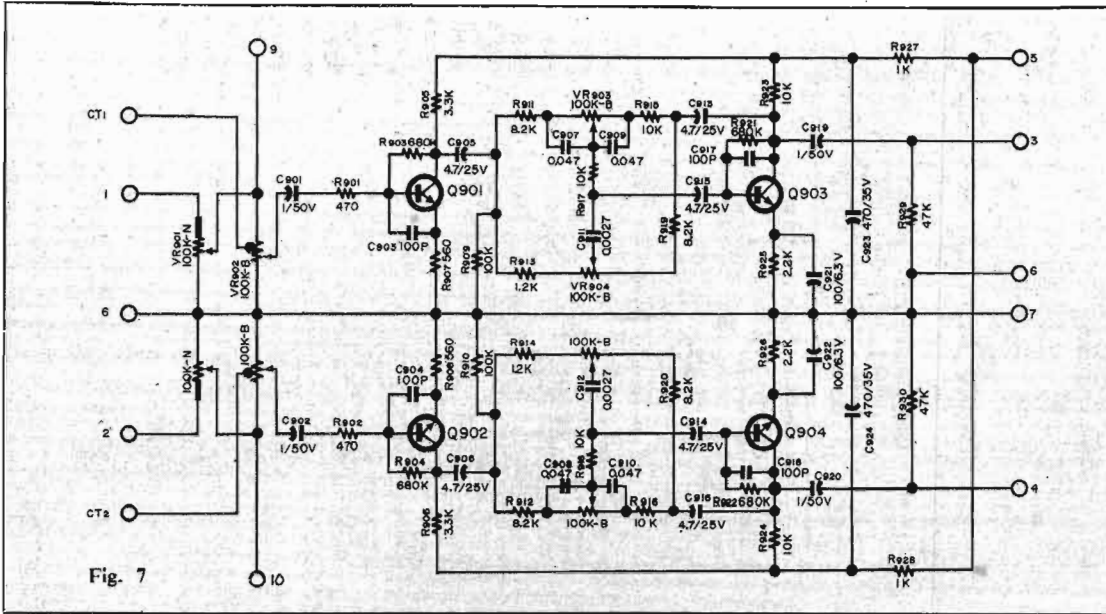 9
R927
1K
5
CT1
R905
3.3K
R911
8.2K
VR903
100K-B
R915
10K
C913
4.7/25V
R923
10K
C907
0.047
C909
0.047
R921
680K
C919
1/50V
3
R903 680K
C905
4.7/25V
C917
100P
C901
1/50V
R901
470
Q901
10K
R917
C915
4.7/25V
Q903
1
VR901
100K-N
VR902
100K-B
C903
100P
R907 560
R909
100K
C911
0.0027
R919
8.2K
R913
1.2K
VR904
100K-B
R925
2.2K
C921
100/6.3V
C923 470/35V
R929
47K
6
6
7
100K-N
100K-B
C904
100P
R908 560
R910
100K
R914
1.2K
100K-B
C912
0.0027
R920
8.2K
R926
2.2K
C922
100/6.3V
C924
470/35V
R930
47K
2
C902
1/50V
R902
470
Q902
R904
680K
C906
4.7/25V
10K
C914
4.7/25V
Q904
C908
0.047
C910
0.047
C918
100P
R922 680K
C920
1/50V
4
CT2
R912
8.2K
100K-B
R916
10K
C916
4.7/25V
3.3K
R924
10K
R928
1K
Fig. 7
10